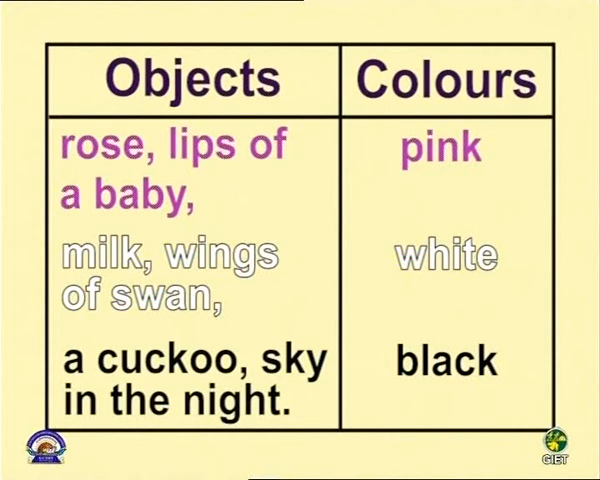 Objects Colours
rose, lips of pink
a baby,
milk, wings white
of swan,
a cuckoo, sky black
in the night.
GIET